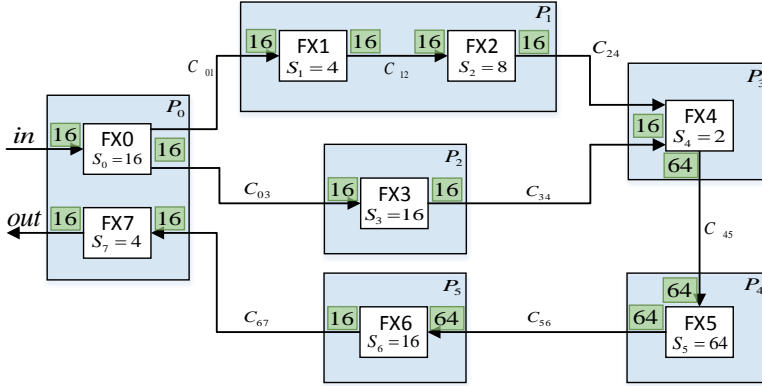 P₁
16 FX1 16 16 FX2 16
S₁ = 4 S₂ = 8
C₀₁ C₁₂ C₂₄
P₀ P₃
in 16 FX0 16
S₀ = 16
16 FX4
S₄ = 2
64
P₂
C₀₃ 16 FX3 16 C₃₄
S₃ = 16
out 16 FX7 16
S₇ = 4
C₄₅
P₅ P₄
C₆₇ 16 FX6 64 C₅₆ 64 64 FX5
S₆ = 16 S₅ = 64